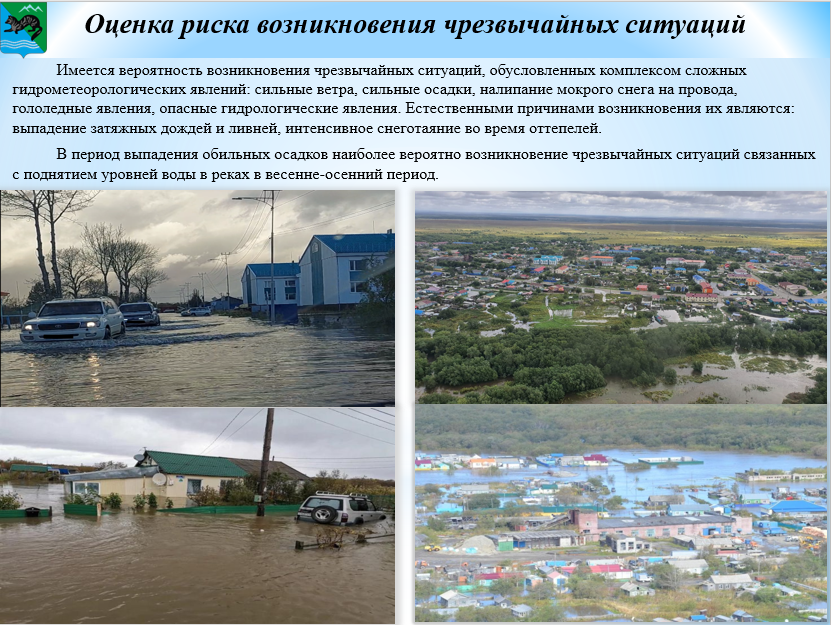 Оценка риска возникновения чрезвычайных ситуаций
Имеется вероятность возникновения чрезвычайных ситуаций, обусловленных комплексом сложных
гидрометеорологических явлений: сильные ветра, сильные осадки, налипание мокрого снега на провода,
гололедные явления, опасные гидрологические явления. Естественными причинами возникновения их являются:
выпадение затяжных дождей и ливней, интенсивное снеготаяние во время оттепелей.
В период выпадения обильных осадков наиболее вероятно возникновение чрезвычайных ситуаций связанных
с поднятием уровней воды в реках в весенне-осенний период.